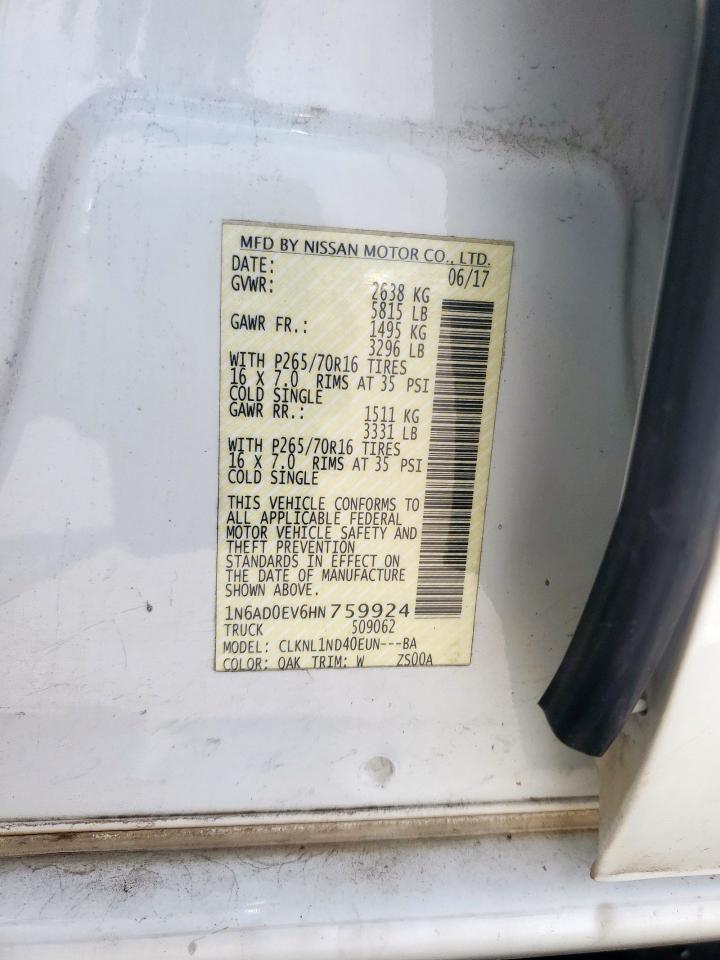 MFD BY NISSAN MOTOR CO., LTD.
DATE: 06/17
GVWR: 2638 KG
5815 LB
GAWR FR.: 1495 KG
3296 LB
WITH P265/70R16 TIRES
16 X 7.0 RIMS AT 35 PSI
COLD SINGLE
GAWR RR.: 1511 KG
3331 LB
WITH P265/70R16 TIRES
16 X 7.0 RIMS AT 35 PSI
COLD SINGLE
THIS VEHICLE CONFORMS TO
ALL APPLICABLE FEDERAL
MOTOR VEHICLE SAFETY AND
THEFT PREVENTION
STANDARDS IN EFFECT ON
THE DATE OF MANUFACTURE
SHOWN ABOVE.
1N6AD0EV6HN759924
TRUCK 509062
MODEL: CLKNL1ND40EUN---BA
COLOR: QAK TRIM: W ZS00A